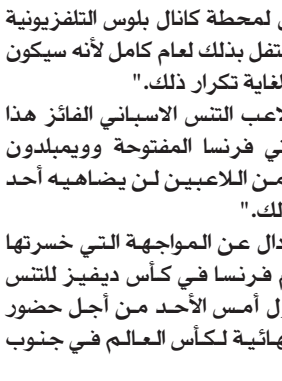 لمحطة كانال بلوس التلفزيونية
بذلك لعام كامل لأنه سيكون
لغاية تكرار ذلك."
لاعب التنس الاسباني الفائز هذا
فرنسا المفتوحة وويمبلدون
من اللاعبين لن يضاهيه أحد
عن المواجهة التي خسرتها
فرنسا في كأس ديفيز للتنس
أمس الأحد من أجل حضور
لكأس العالم في جنوب